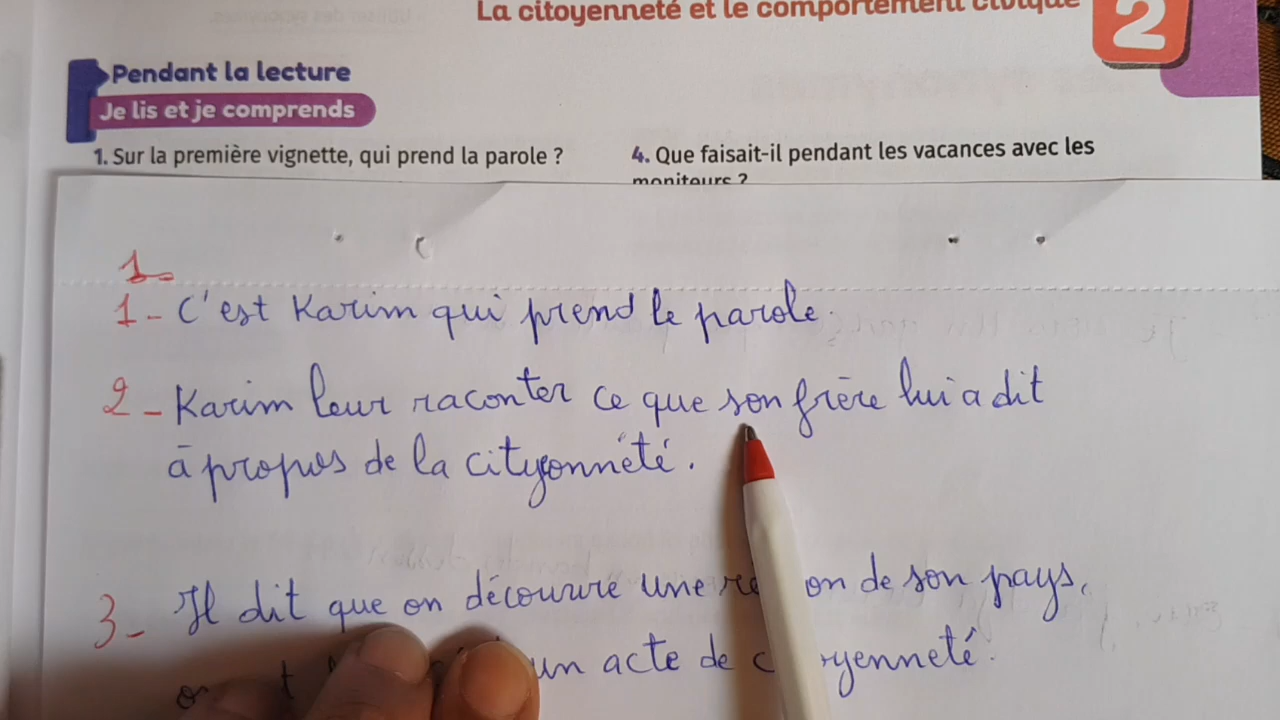 La citoyenneté et le comportement civique
2
Pendant la lecture
Je lis et je comprends
1. Sur la première vignette, qui prend la parole ?
4. Que faisait-il pendant les vacances avec les
moniteurs ?
1
1 - C'est Karim qui prend le parole.
2 - Karim leur raconter ce que son frère lui a dit
à propos de la cityonnété.
3 - Il dit que on découvre une on de son pays,
un acte de yenneté.